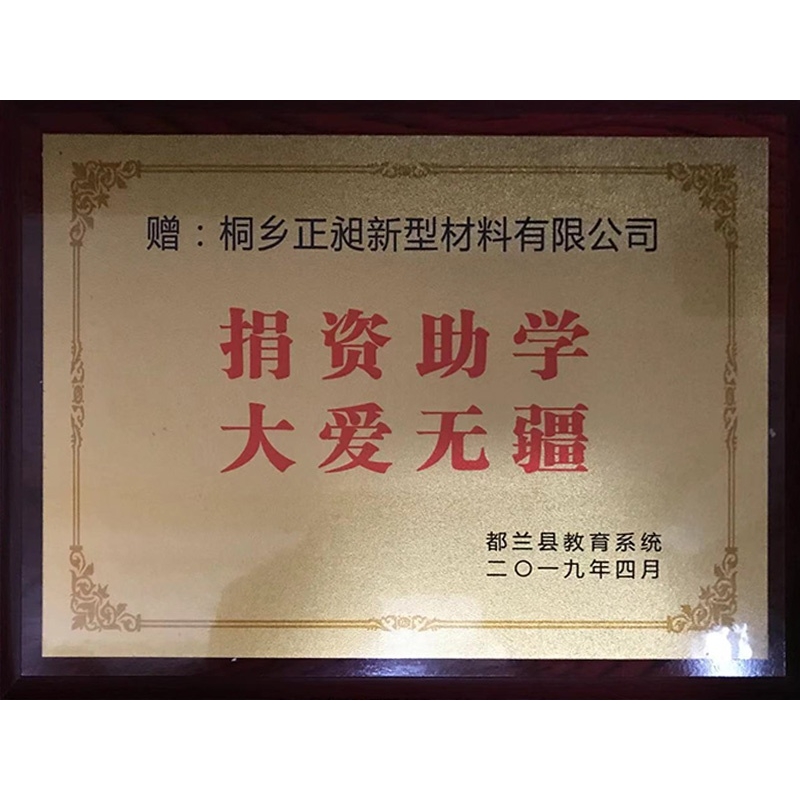 赠：桐乡正昶新型材料有限公司
捐资助学
大爱无疆
都兰县教育系统
二〇一九年四月